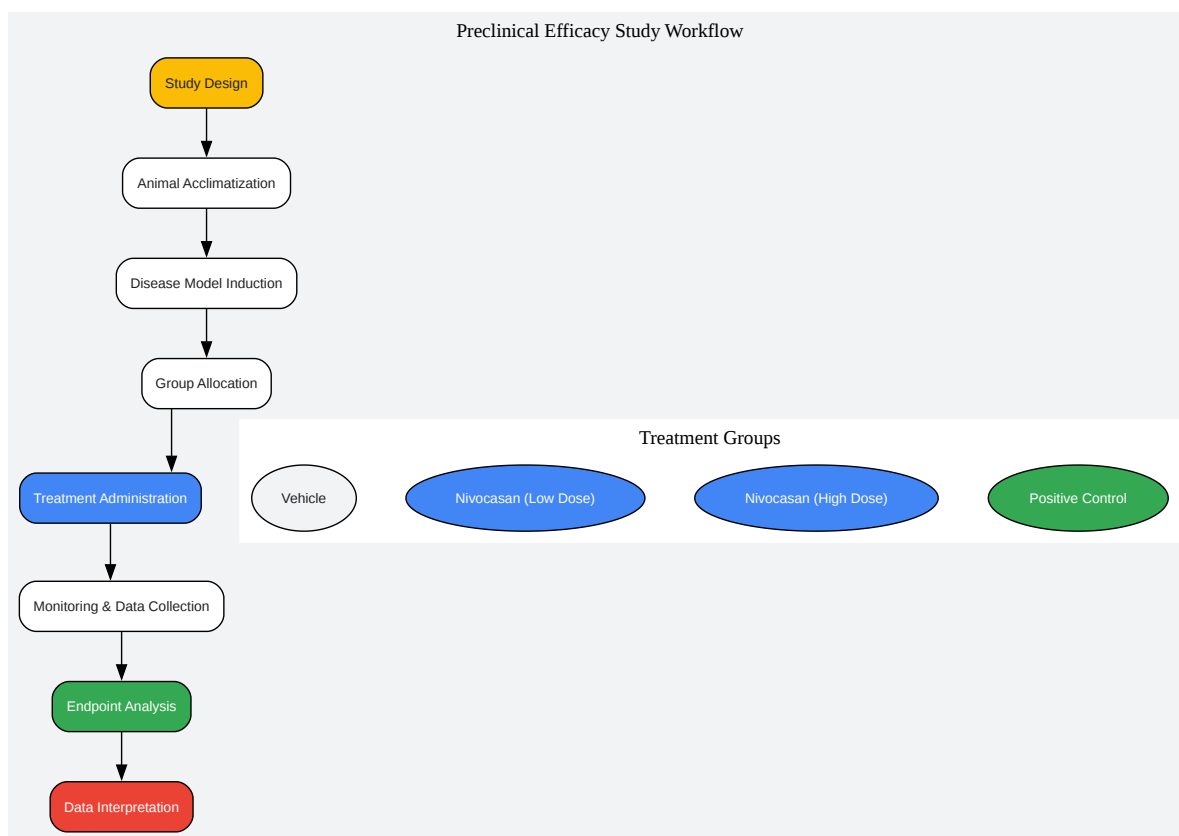 Preclinical Efficacy Study Workflow
Study Design
Animal Acclimatization
Disease Model Induction
Group Allocation
Treatment Groups
Treatment Administration
Vehicle
Nivocasan (Low Dose)
Nivocasan (High Dose)
Positive Control
Monitoring & Data Collection
Endpoint Analysis
Data Interpretation